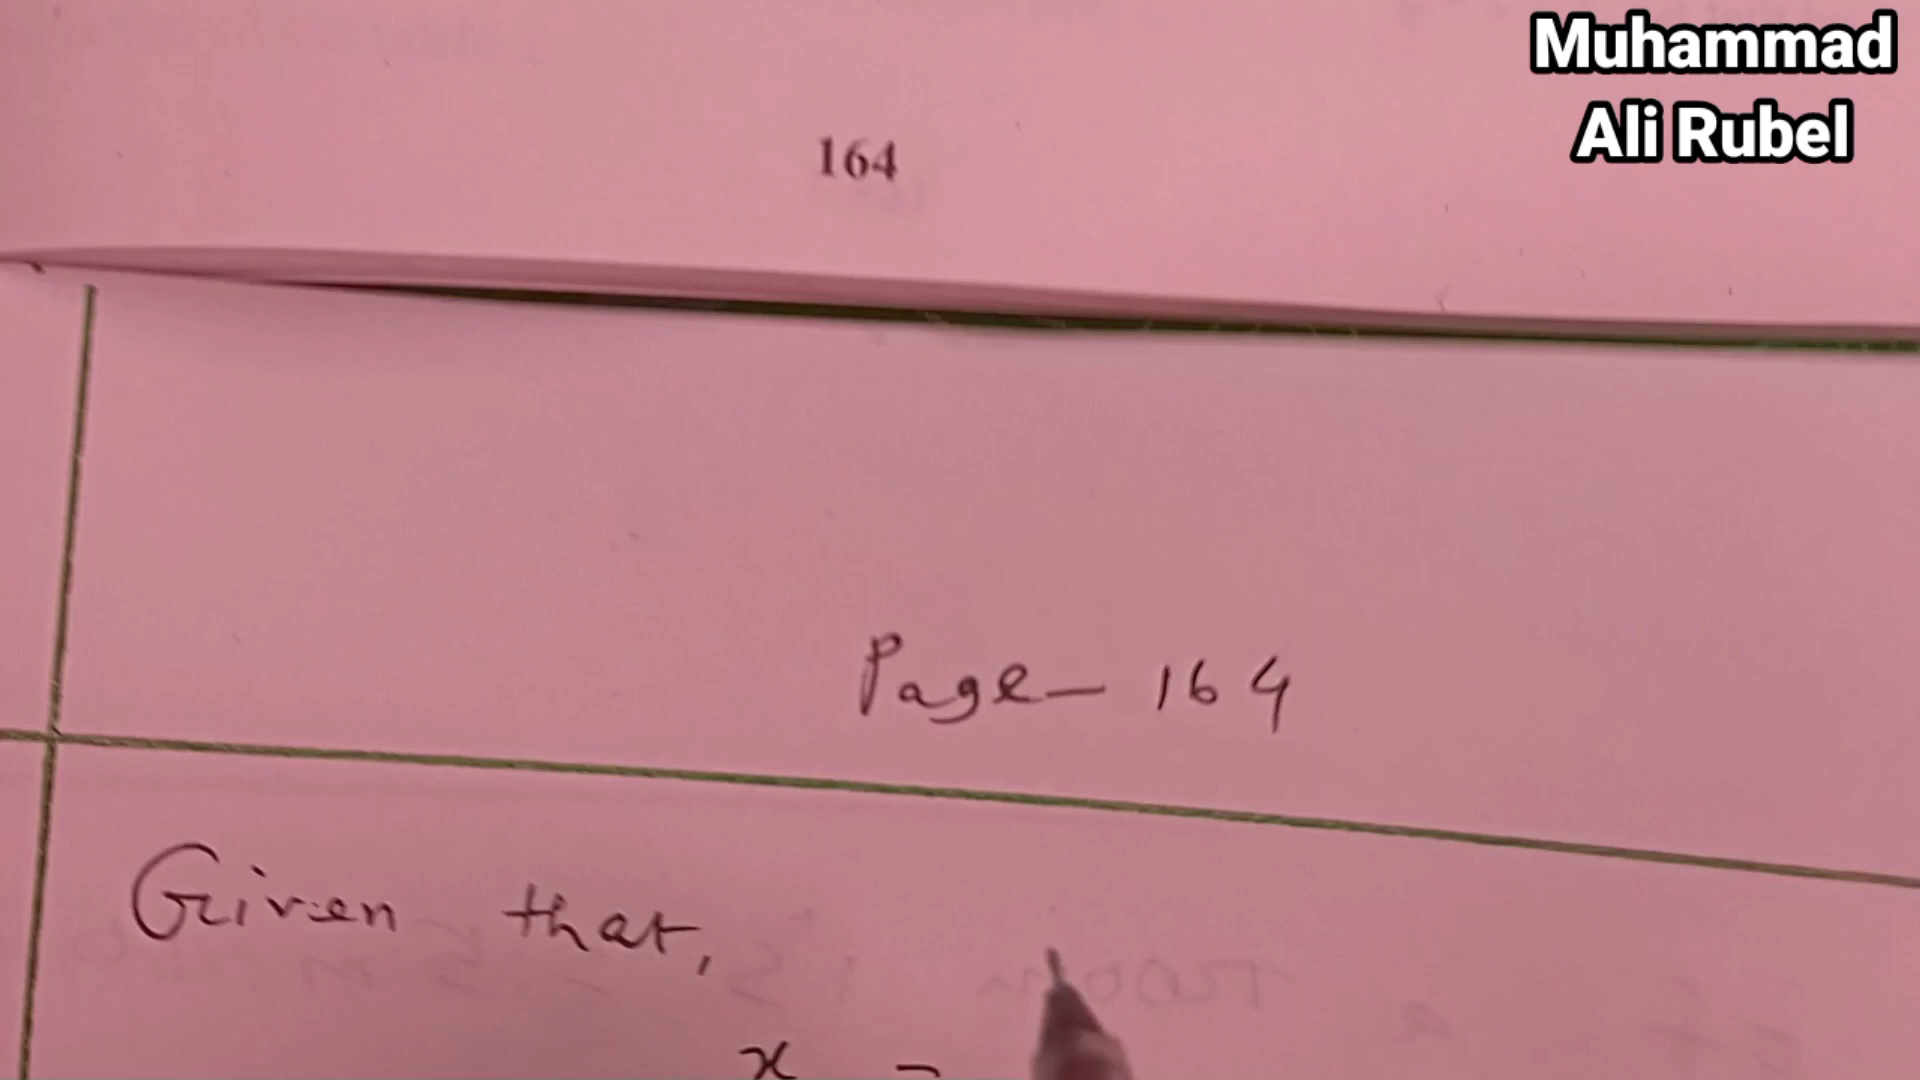 Muhammad
Ali Rubel
164
Page - 164
Given that,
x =